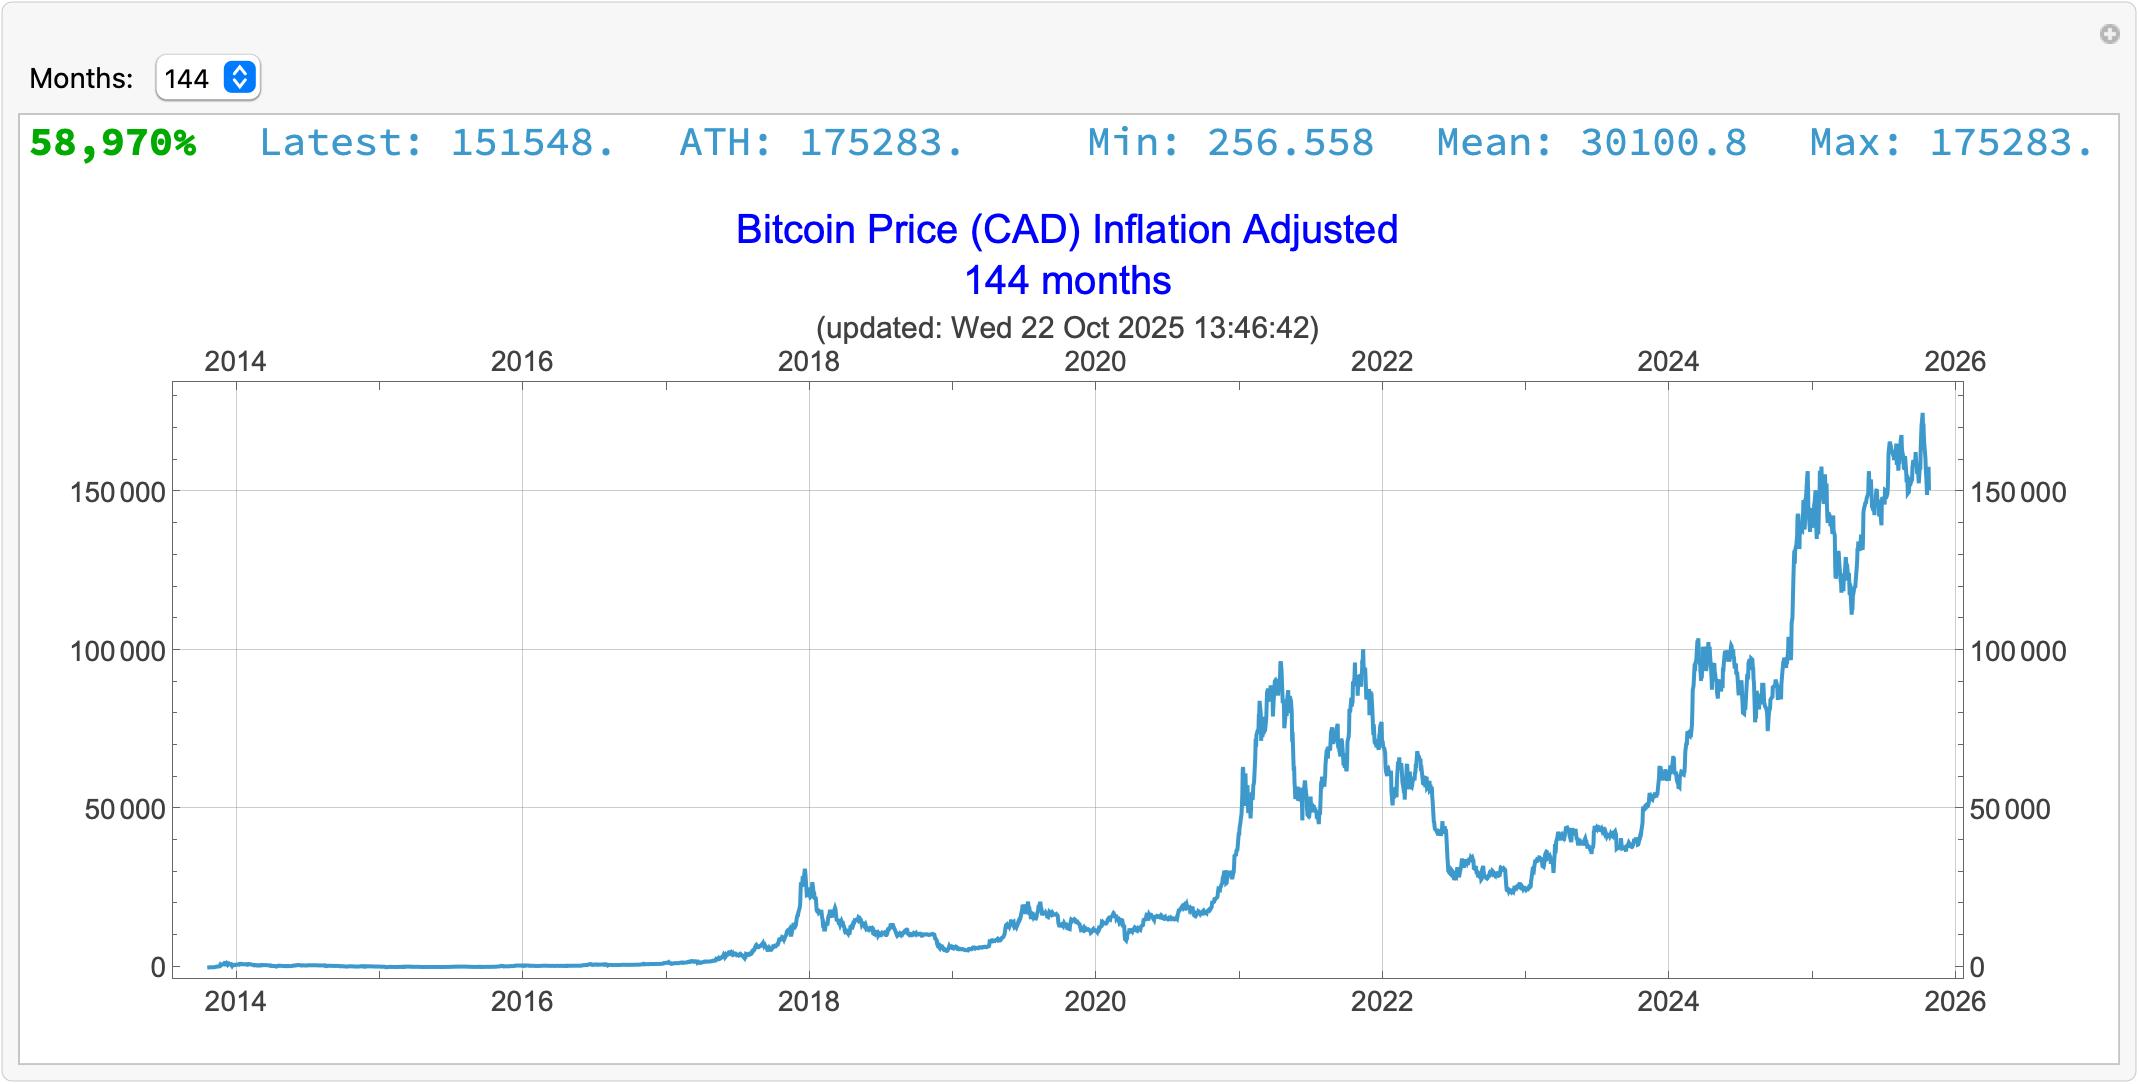 Months: 144
58,970% Latest: 151548. ATH: 175283. Min: 256.558 Mean: 30100.8 Max: 175283.
Bitcoin Price (CAD) Inflation Adjusted
144 months
(updated: Wed 22 Oct 2025 13:46:42)
2014 2016 2018 2020 2022 2024 2026
150 000 150 000
100 000 100 000
50 000 50 000
0 0
2014 2016 2018 2020 2022 2024 2026